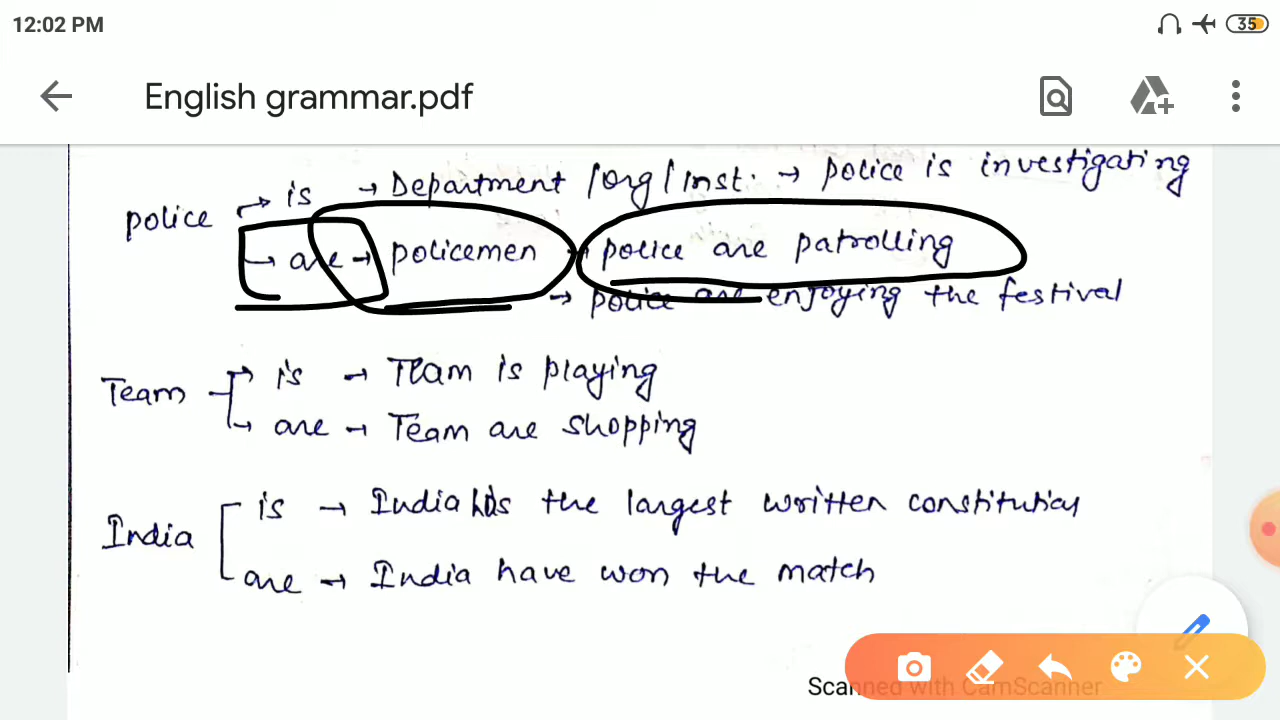 12:02 PM
35
English grammar.pdf
police → is → Department /org/inst. → police is investigating
→ are → policemen → police are patrolling
→ police are enjoying the festival
Team → is → Team is playing
→ are → Team are shopping
India is → India has the largest written constitution
are → India have won the match
Scanned with CamScanner